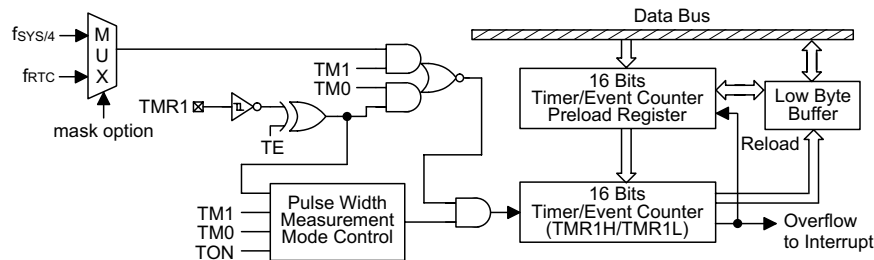 Data Bus
fSYS/4
fRTC
M
U
X
mask option
TM1
TM0
TMR1
TE
16 Bits
Timer/Event Counter
Preload Register
Low Byte
Buffer
Reload
TM1
TM0
TON
Pulse Width
Measurement
Mode Control
16 Bits
Timer/Event Counter
(TMR1H/TMR1L)
Overflow
to Interrupt